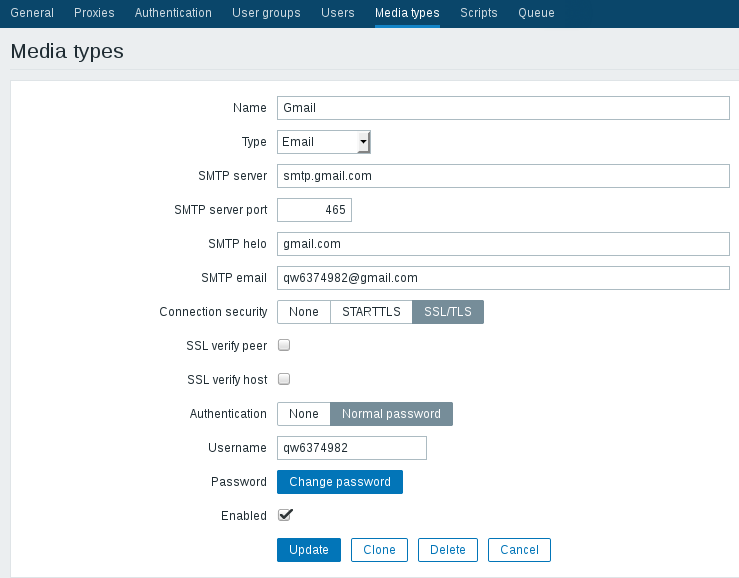 General Proxies Authentication User groups Users Media types Scripts Queue
Media types
Name Gmail
Type Email
SMTP server smtp.gmail.com
SMTP server port 465
SMTP helo gmail.com
SMTP email qw6374982@gmail.com
Connection security None STARTTLS SSL/TLS
SSL verify peer
SSL verify host
Authentication None Normal password
Username qw6374982
Password Change password
Enabled
Update Clone Delete Cancel